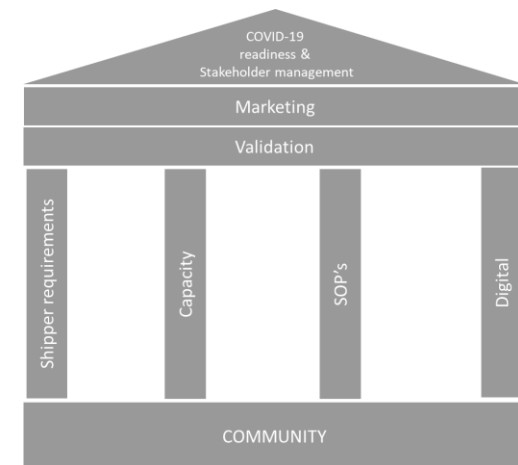 COVID-19
readiness &
Stakeholder management
Marketing
Validation
Shipper requirements
Capacity
SOP's
Digital
COMMUNITY